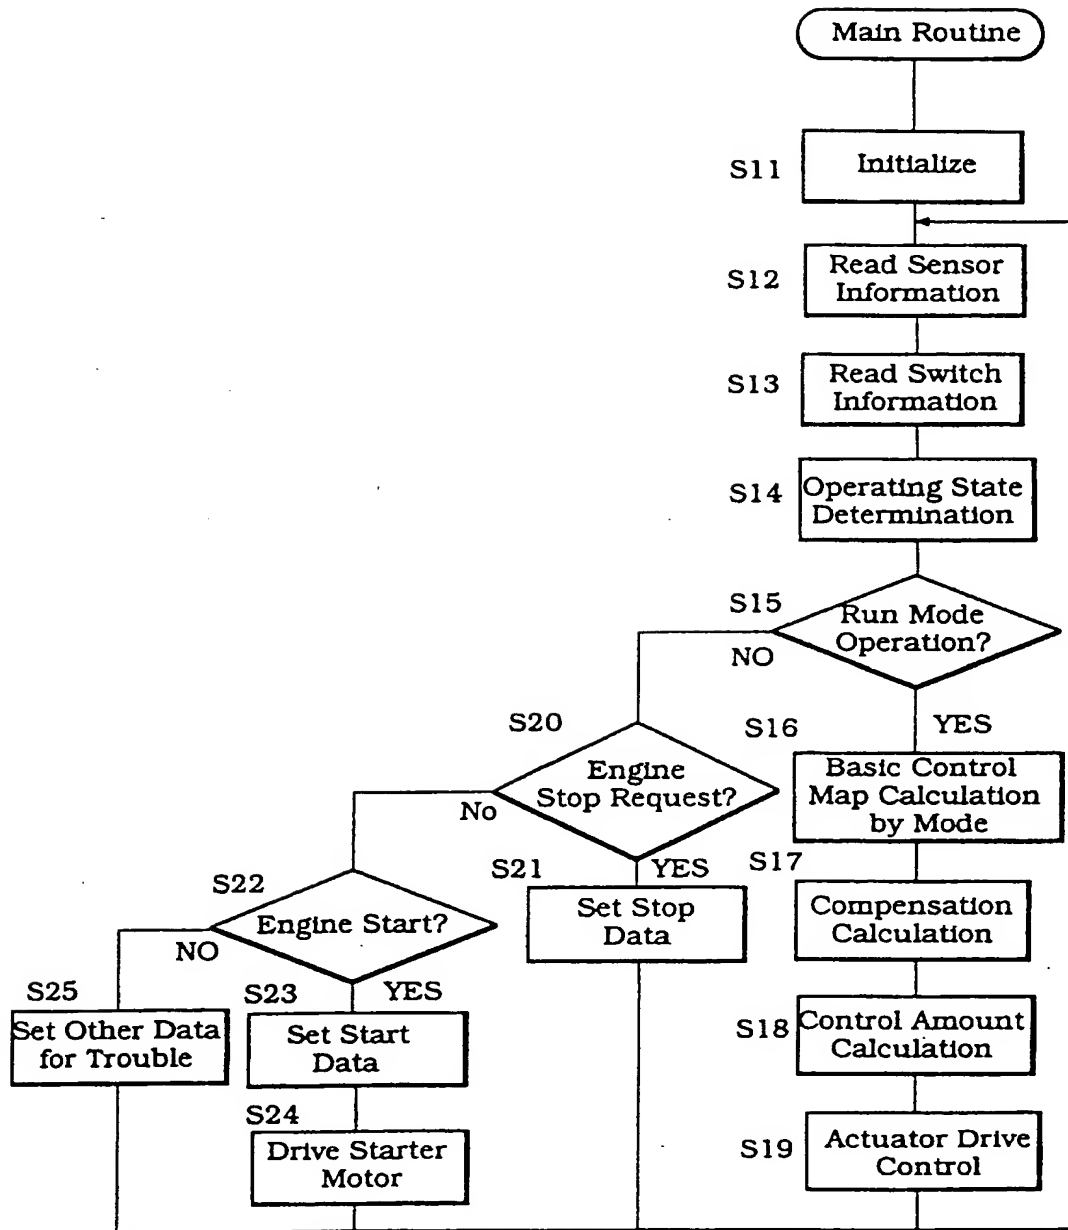 Main Routine
S11
Initialize
S12
Read Sensor
Information
S13
Read Switch
Information
S14
Operating State
Determination
S15
Run Mode
Operation?
NO
YES
S20
Engine
Stop Request?
No
YES
S16
Basic Control
Map Calculation
by Mode
S17
Compensation
Calculation
S18
Control Amount
Calculation
S19
Actuator Drive
Control
S21
Set Stop
Data
S22
Engine Start?
NO
YES
S23
Set Start
Data
S24
Drive Starter
Motor
S25
Set Other Data
for Trouble